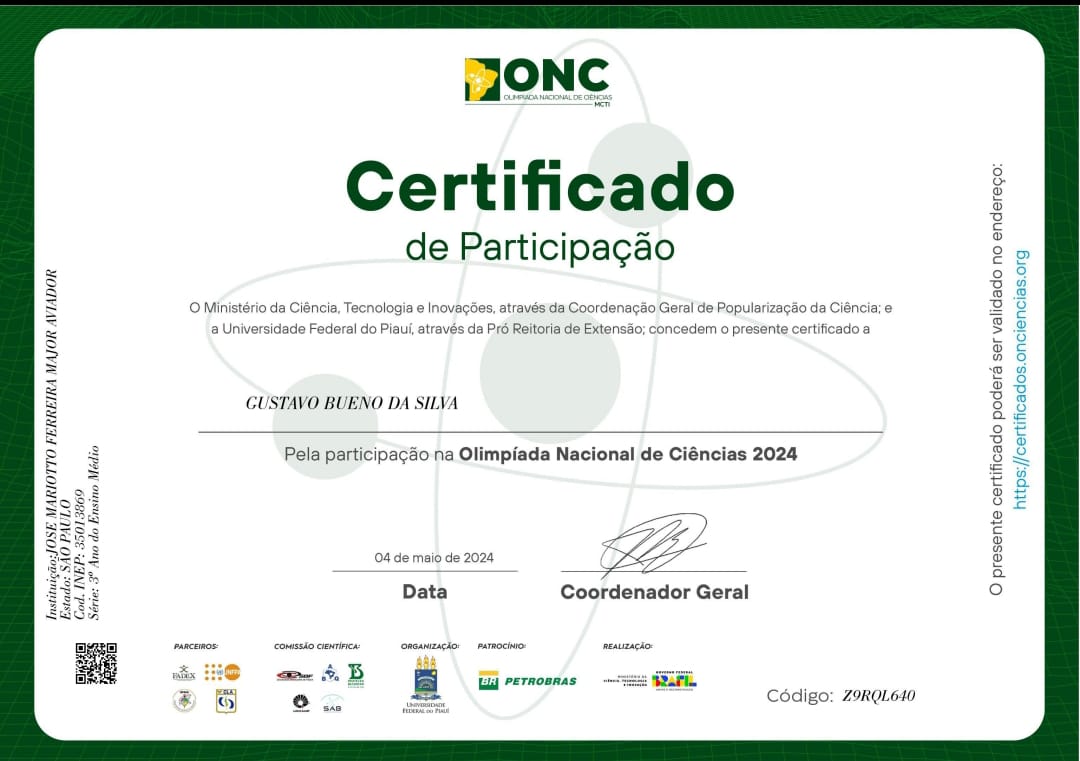 ONC
OLIMPÍADA NACIONAL DE CIÊNCIAS
MCTI
Certificado
de Participação
O Ministério da Ciência, Tecnologia e Inovações, através da Coordenação Geral de Popularização da Ciência; e
a Universidade Federal do Piauí, através da Pró Reitoria de Extensão; concedem o presente certificado a
GUSTAVO BUENO DA SILVA
Pela participação na Olimpíada Nacional de Ciências 2024
04 de maio de 2024
Data
Coordenador Geral
Instituição:JOSE MARIOTTO FERREIRA MAJOR AVIADOR
Estado: SÃO PAULO
Cod. INEP: 35013869
Série: 3º Ano do Ensino Médio
O presente certificado poderá ser validado no endereço:
https://certificados.onciencias.org
PARCEIROS:
FADEX
UNFPA
COMISSÃO CIENTÍFICA:
SAB
ORGANIZAÇÃO:
UNIVERSIDADE
FEDERAL DO PIAUÍ
PATROCÍNIO:
BR PETROBRAS
REALIZAÇÃO:
MINISTÉRIO DA
CIÊNCIA, TECNOLOGIA
E INOVAÇÃO
GOVERNO FEDERAL
BRASIL
Código: Z9RQL640